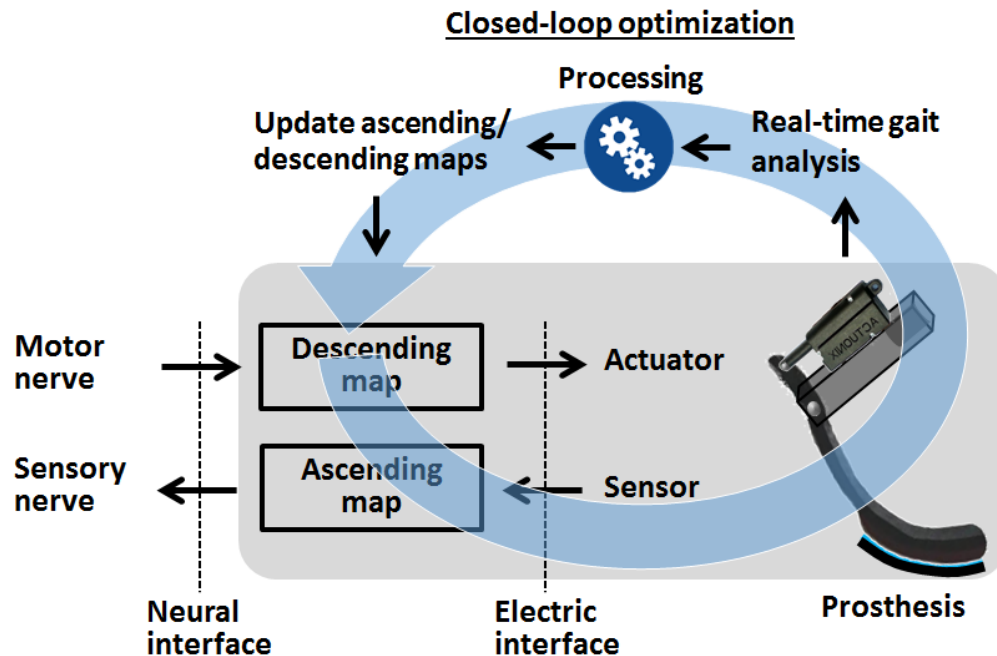 Closed-loop optimization
Processing
Update ascending/
descending maps
Real-time gait
analysis
Motor
nerve
Descending
map
Actuator
ACTUONIX
Sensory
nerve
Ascending
map
Sensor
Neural
interface
Electric
interface
Prosthesis